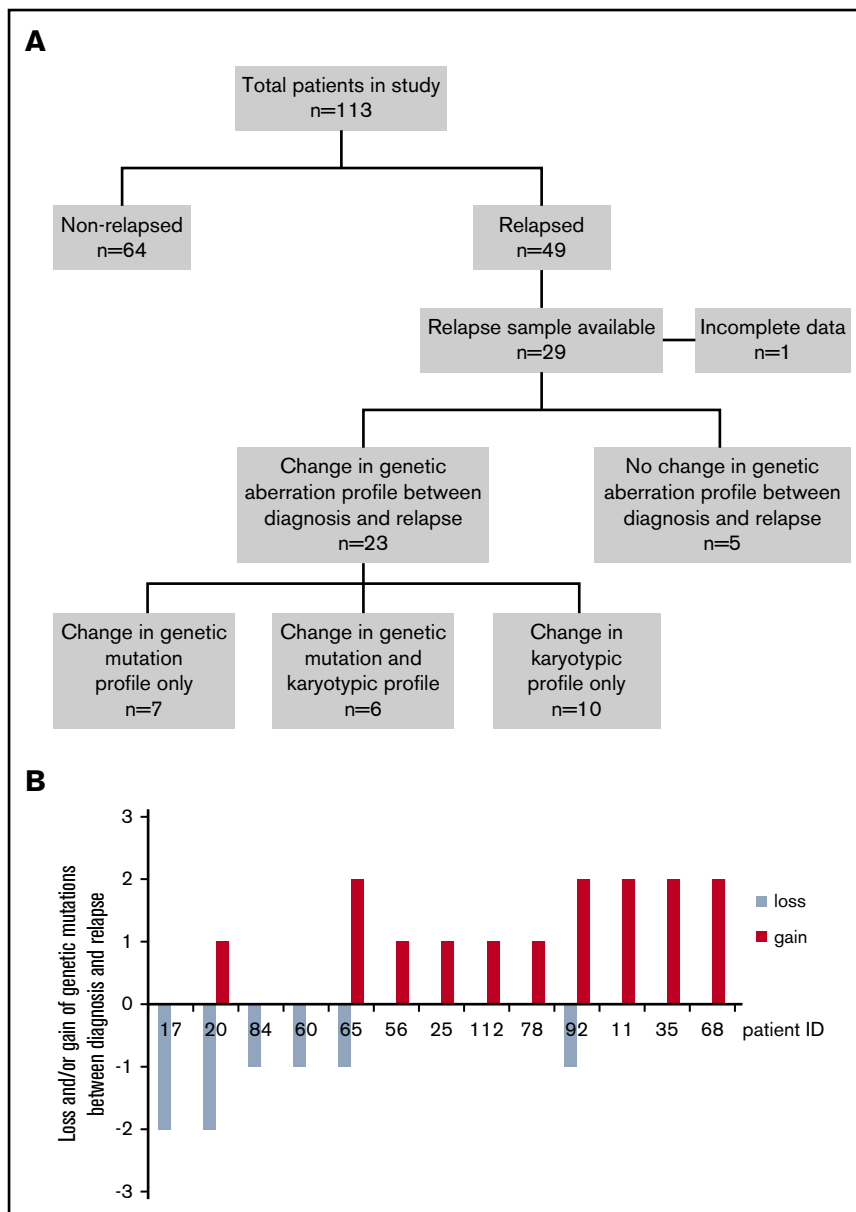 A
Total patients in study
n=113
Non-relapsed
n=64
Relapsed
n=49
Relapse sample available
n=29
Incomplete data
n=1
Change in genetic
aberration profile between
diagnosis and relapse
n=23
No change in genetic
aberration profile between
diagnosis and relapse
n=5
Change in genetic
mutation
profile only
n=7
Change in genetic
mutation and
karyotypic profile
n=6
Change in
karyotypic
profile only
n=10
B
Loss and/or gain of genetic mutations
between diagnosis and relapse
3
2
1
0
-1
-2
-3
17 20 84 60 65 56 25 112 78 92 11 35 68 patient ID
loss
gain